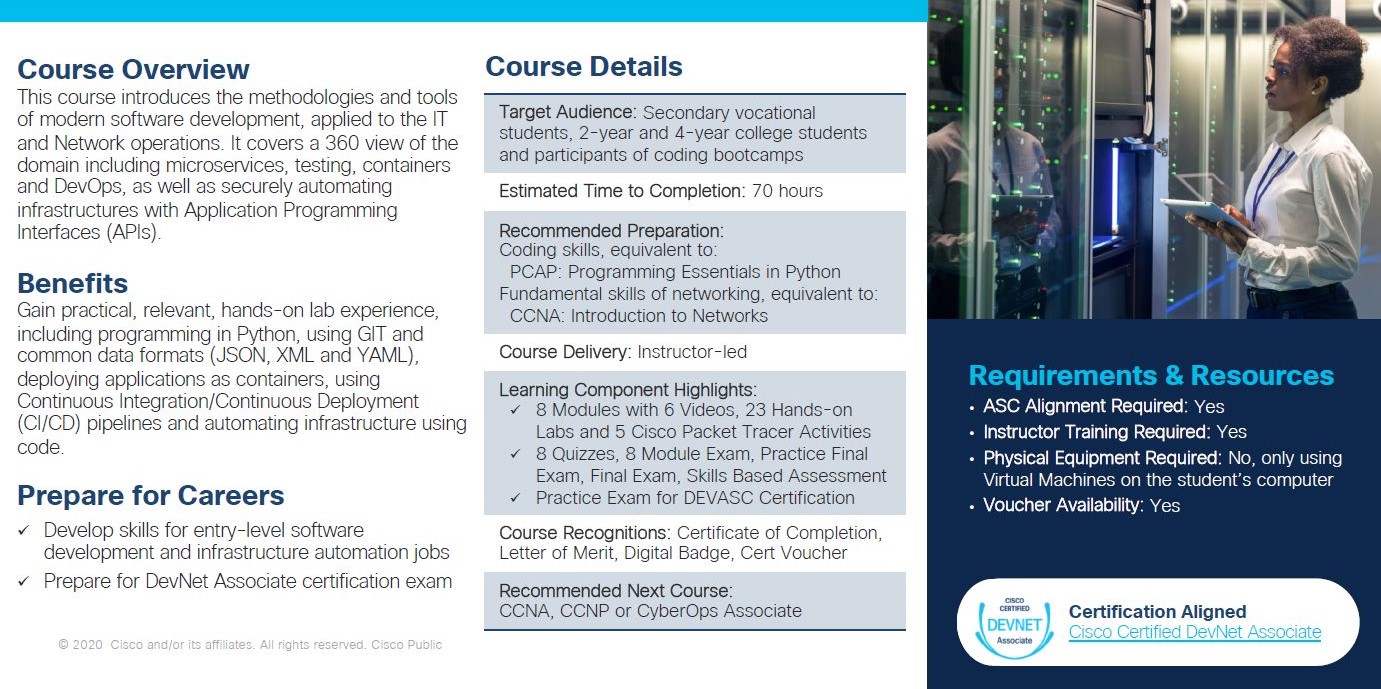 Course Overview
This course introduces the methodologies and tools
of modern software development, applied to the IT
and Network operations. It covers a 360 view of the
domain including microservices, testing, containers
and DevOps, as well as securely automating
infrastructures with Application Programming
Interfaces (APIs).
Benefits
Gain practical, relevant, hands-on lab experience,
including programming in Python, using GIT and
common data formats (JSON, XML and YAML),
deploying applications as containers, using
Continuous Integration/Continuous Deployment
(CI/CD) pipelines and automating infrastructure using
code.
Prepare for Careers
✓ Develop skills for entry-level software
development and infrastructure automation jobs
✓ Prepare for DevNet Associate certification exam
© 2020 Cisco and/or its affiliates. All rights reserved. Cisco Public
Course Details
Target Audience: Secondary vocational
students, 2-year and 4-year college students
and participants of coding bootcamps
Estimated Time to Completion: 70 hours
Recommended Preparation:
Coding skills, equivalent to:
PCAP: Programming Essentials in Python
Fundamental skills of networking, equivalent to:
CCNA: Introduction to Networks
Course Delivery: Instructor-led
Learning Component Highlights:
✓ 8 Modules with 6 Videos, 23 Hands-on
Labs and 5 Cisco Packet Tracer Activities
✓ 8 Quizzes, 8 Module Exam, Practice Final
Exam, Final Exam, Skills Based Assessment
✓ Practice Exam for DEVASC Certification
Course Recognitions: Certificate of Completion,
Letter of Merit, Digital Badge, Cert Voucher
Recommended Next Course:
CCNA, CCNP or CyberOps Associate
Requirements & Resources
• ASC Alignment Required: Yes
• Instructor Training Required: Yes
• Physical Equipment Required: No, only using
Virtual Machines on the student's computer
• Voucher Availability: Yes
CISCO
CERTIFIED
DEVNET
Associate
Certification Aligned
Cisco Certified DevNet Associate